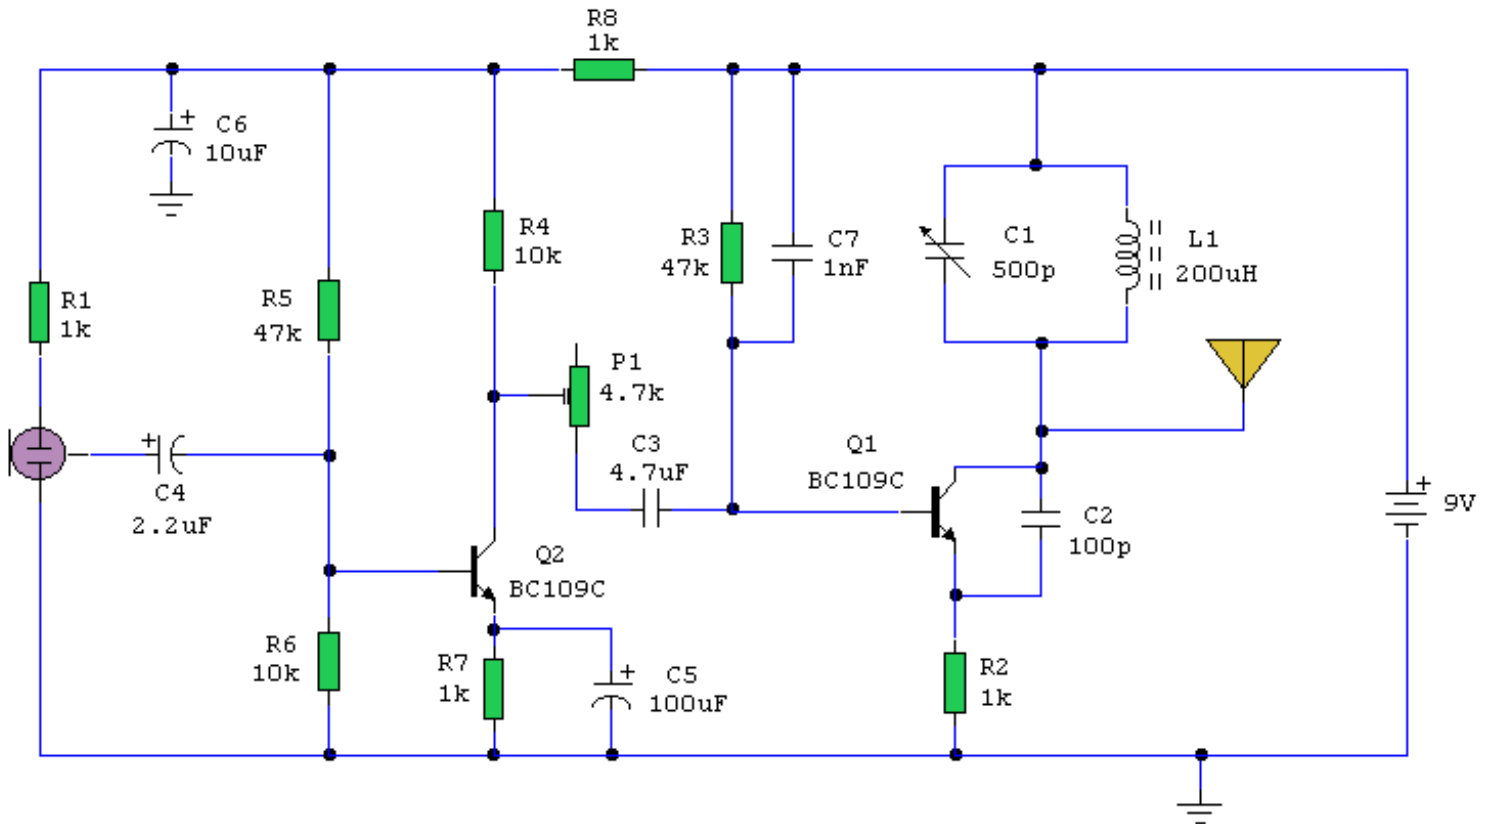 R8
1k
+
C6
10uF
R1
1k
R5
47k
R4
10k
R3
47k
C7
1nF
C1
500p
L1
200uH
P1
4.7k
+
C4
2.2uF
C3
4.7uF
Q1
BC109C
C2
100p
+
9V
Q2
BC109C
R6
10k
R7
1k
+
C5
100uF
R2
1k